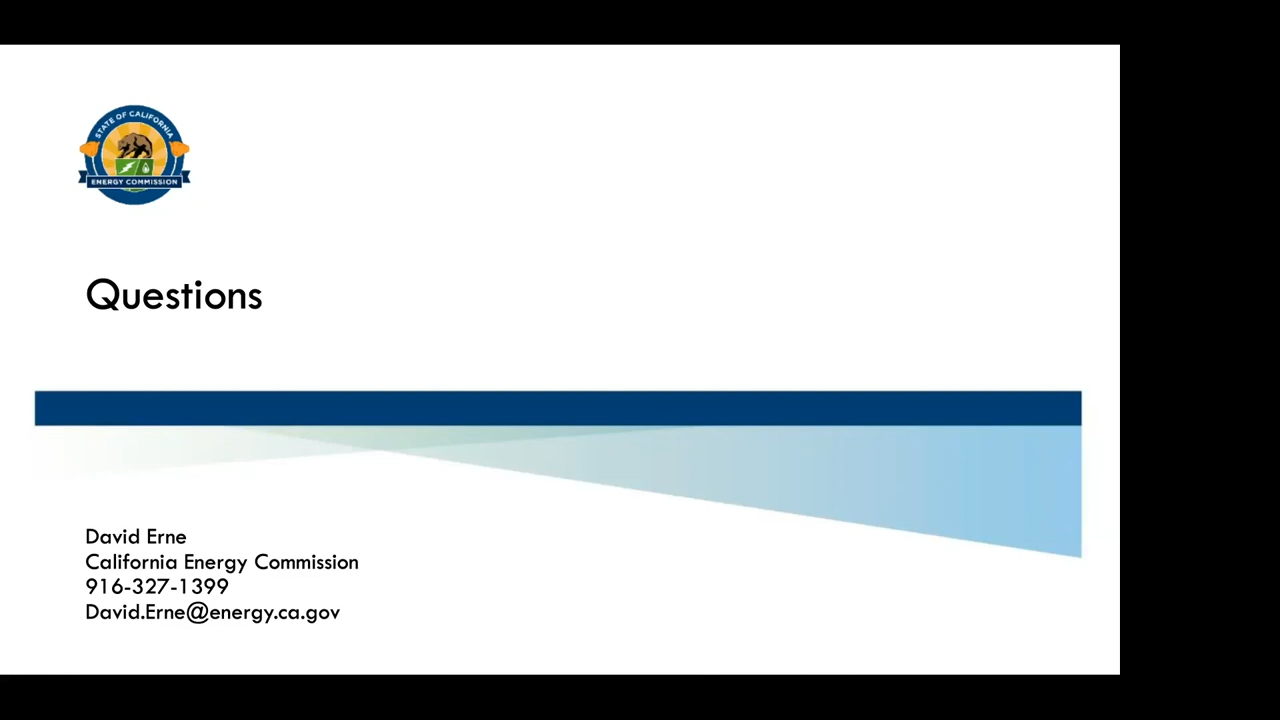 STATE OF CALIFORNIA
ENERGY COMMISSION
Questions
David Erne
California Energy Commission
916-327-1399
David.Erne@energy.ca.gov